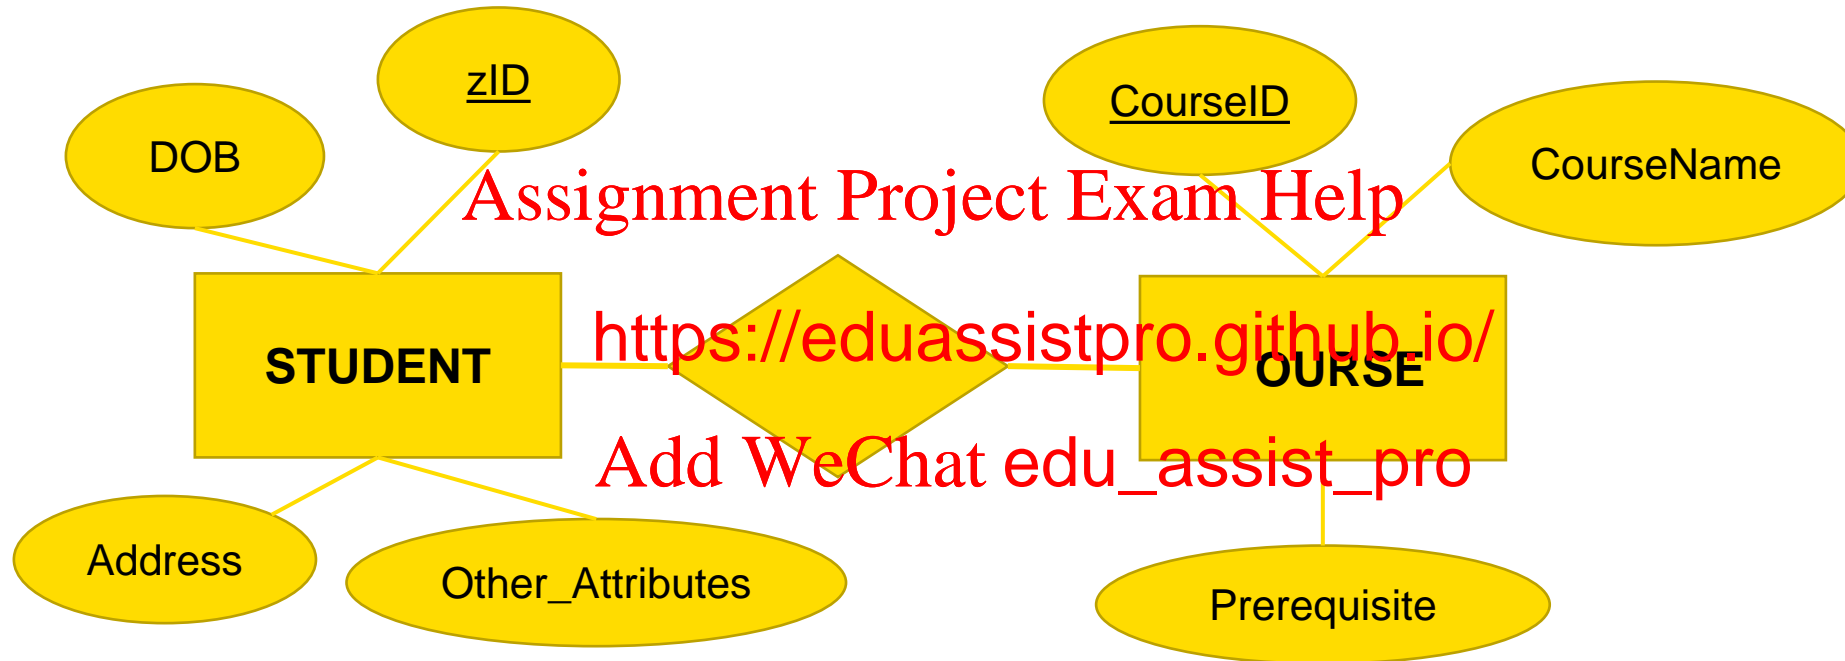 zID
CourseID
DOB
CourseName
Assignment Project Exam Help
https://eduassistpro.github.io/
STUDENT
OURSE
Add WeChat edu_assist_pro
Address
Other_Attributes
Prerequisite